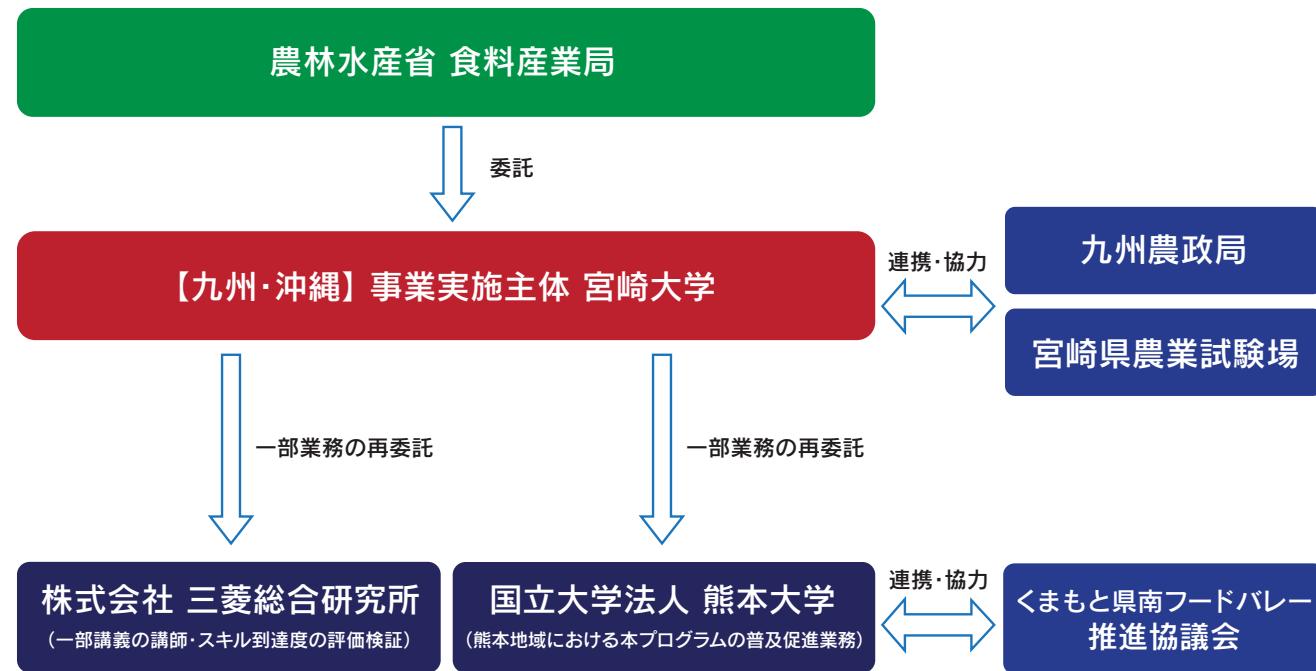 農林水産省 食料産業局
委託
【九州・沖縄】事業実施主体 宮崎大学
連携・協力
九州農政局
宮崎県農業試験場
一部業務の再委託
一部業務の再委託
株式会社 三菱総合研究所
（一部講義の講師・スキル到達度の評価検証）
国立大学法人 熊本大学
（熊本地域における本プログラムの普及促進業務）
連携・協力
くまもと県南フードバレー
推進協議会